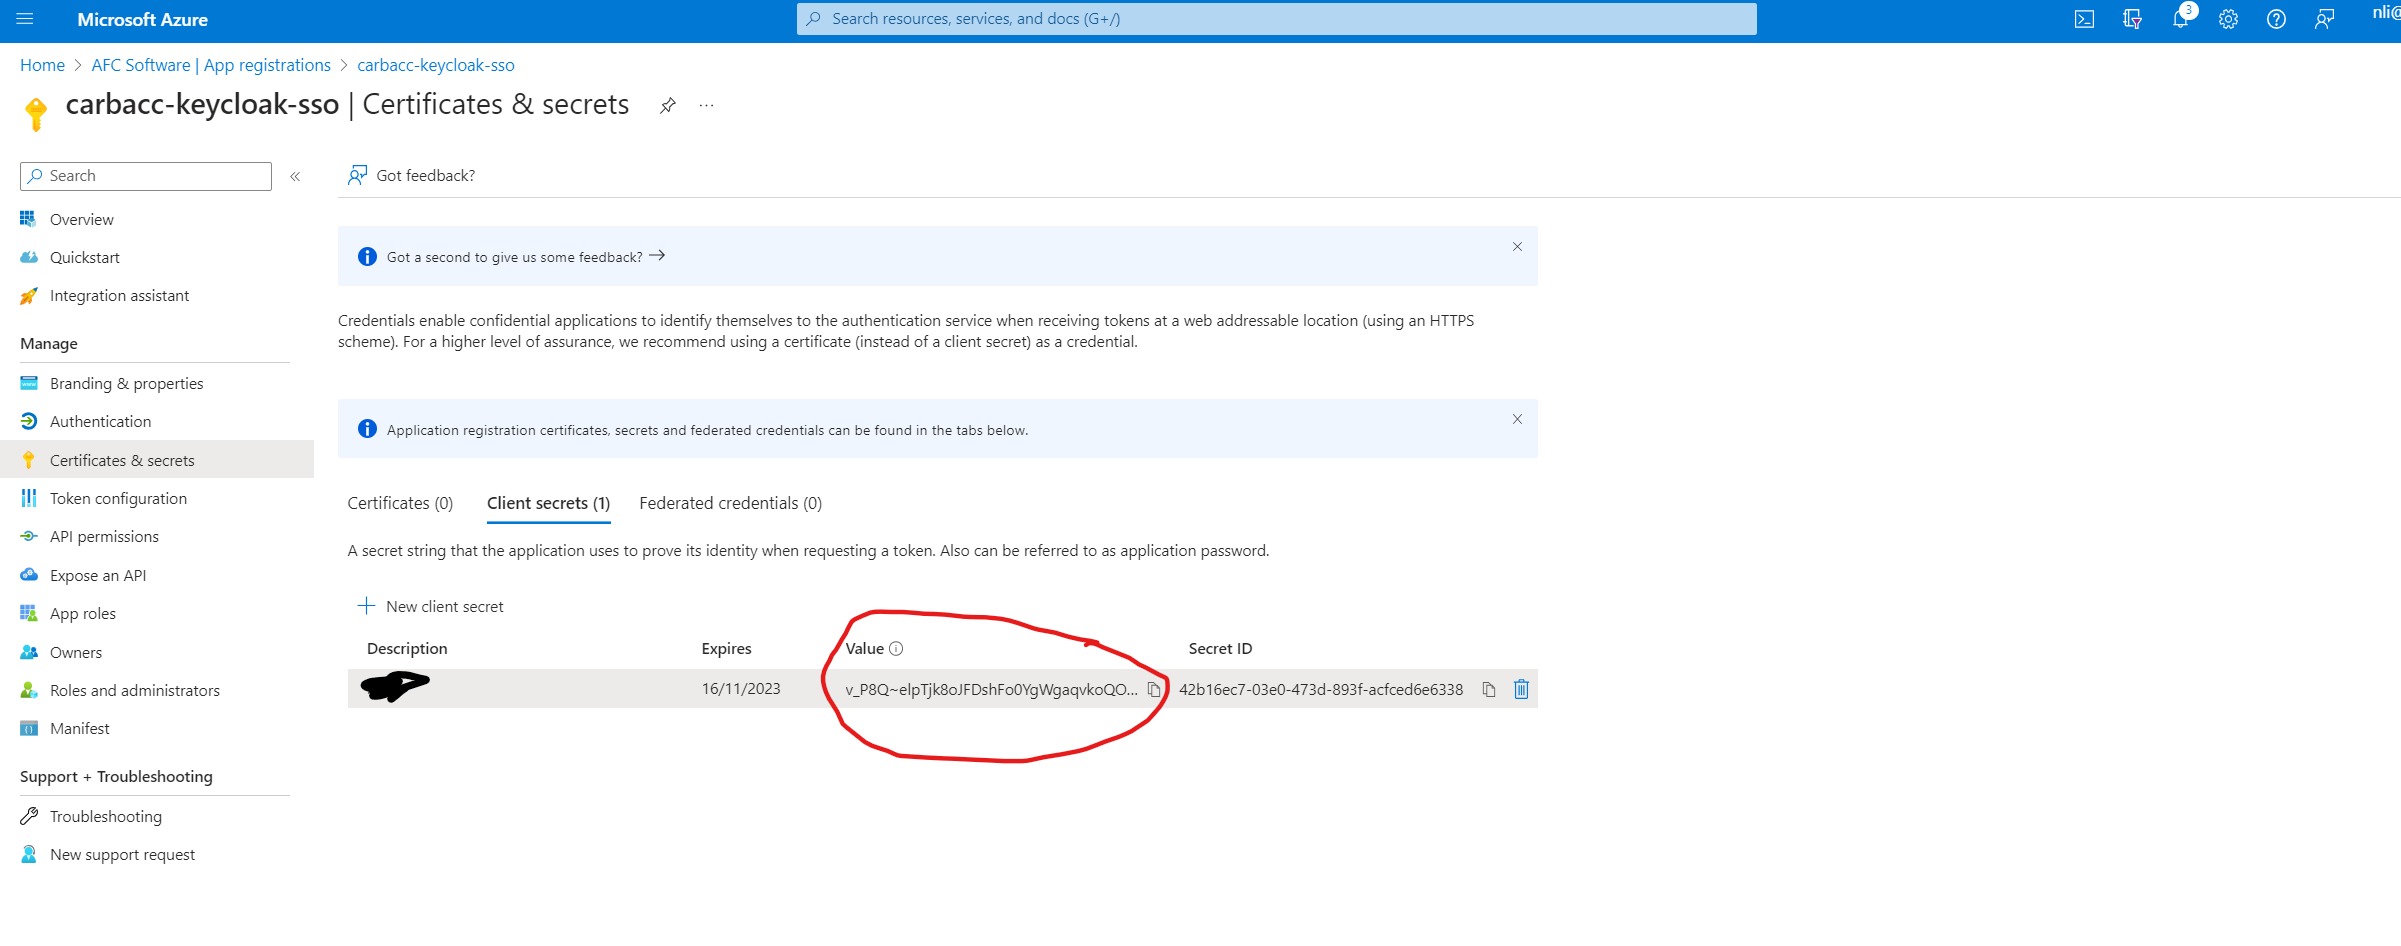 Microsoft Azure
Search resources, services, and docs (G+/)
3
nli@
Home > AFC Software | App registrations > carbacc-keycloak-sso
carbacc-keycloak-sso | Certificates & secrets
Search
«
Got feedback?
Overview
Quickstart
Integration assistant
Manage
Branding & properties
Authentication
Certificates & secrets
Token configuration
API permissions
Expose an API
App roles
Owners
Roles and administrators
Manifest
Support + Troubleshooting
Troubleshooting
New support request
Got a second to give us some feedback? →
Credentials enable confidential applications to identify themselves to the authentication service when receiving tokens at a web addressable location (using an HTTPS
scheme). For a higher level of assurance, we recommend using a certificate (instead of a client secret) as a credential.
Application registration certificates, secrets and federated credentials can be found in the tabs below.
Certificates (0) Client secrets (1) Federated credentials (0)
A secret string that the application uses to prove its identity when requesting a token. Also can be referred to as application password.
New client secret
Description Expires Value Secret ID
16/11/2023 v_P8Q~elpTjk8oJFDshFo0YgWgaqvkoQO... 42b16ec7-03e0-473d-893f-acfced6e6338